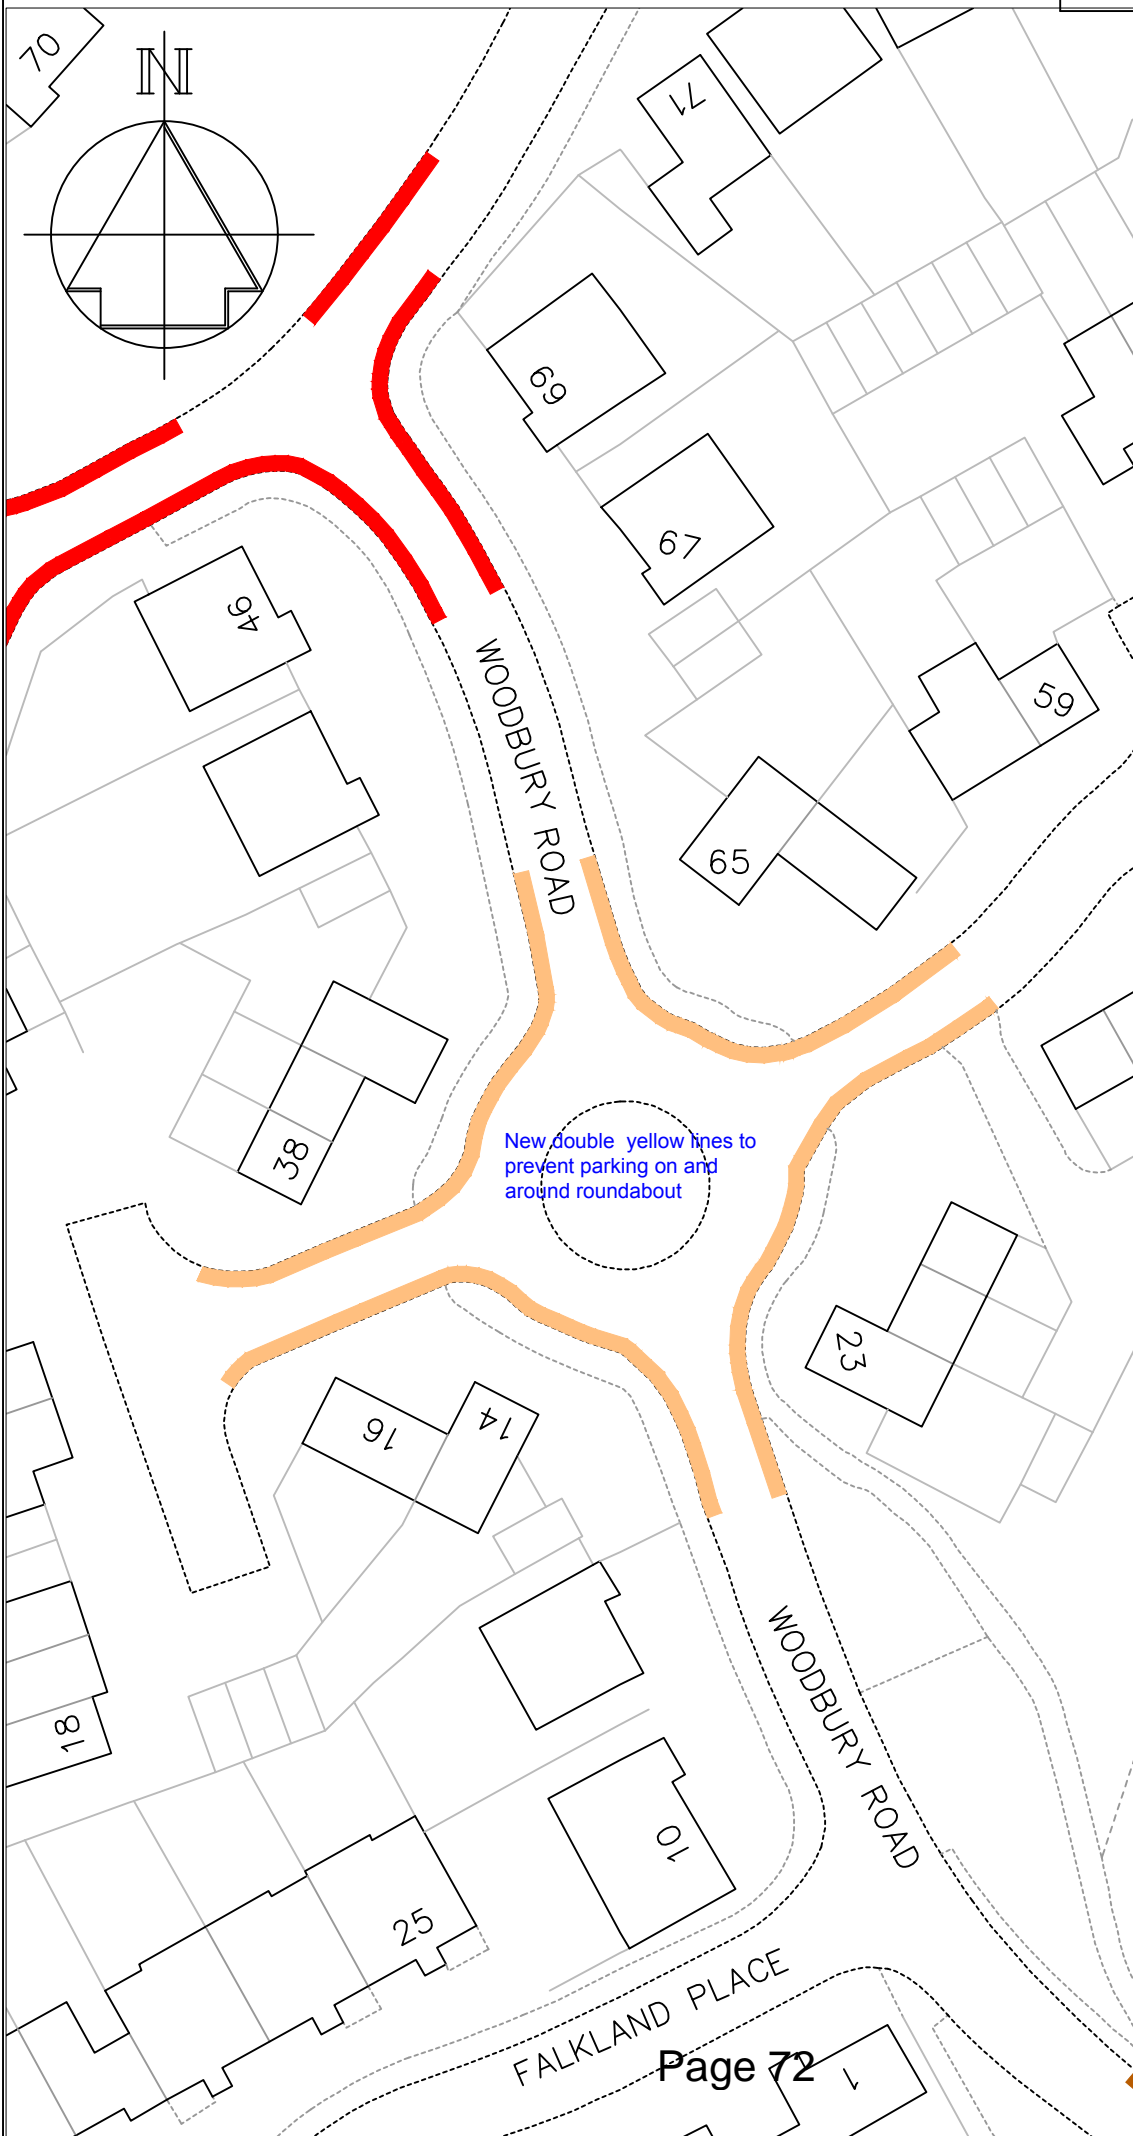 70
N
71
69
67
46
WOODBURY ROAD
59
65
38
New double  yellow lines to
prevent parking on and
around roundabout
23
16
14
WOODBURY ROAD
18
10
25
FALKLAND PLACE
Page 72
1